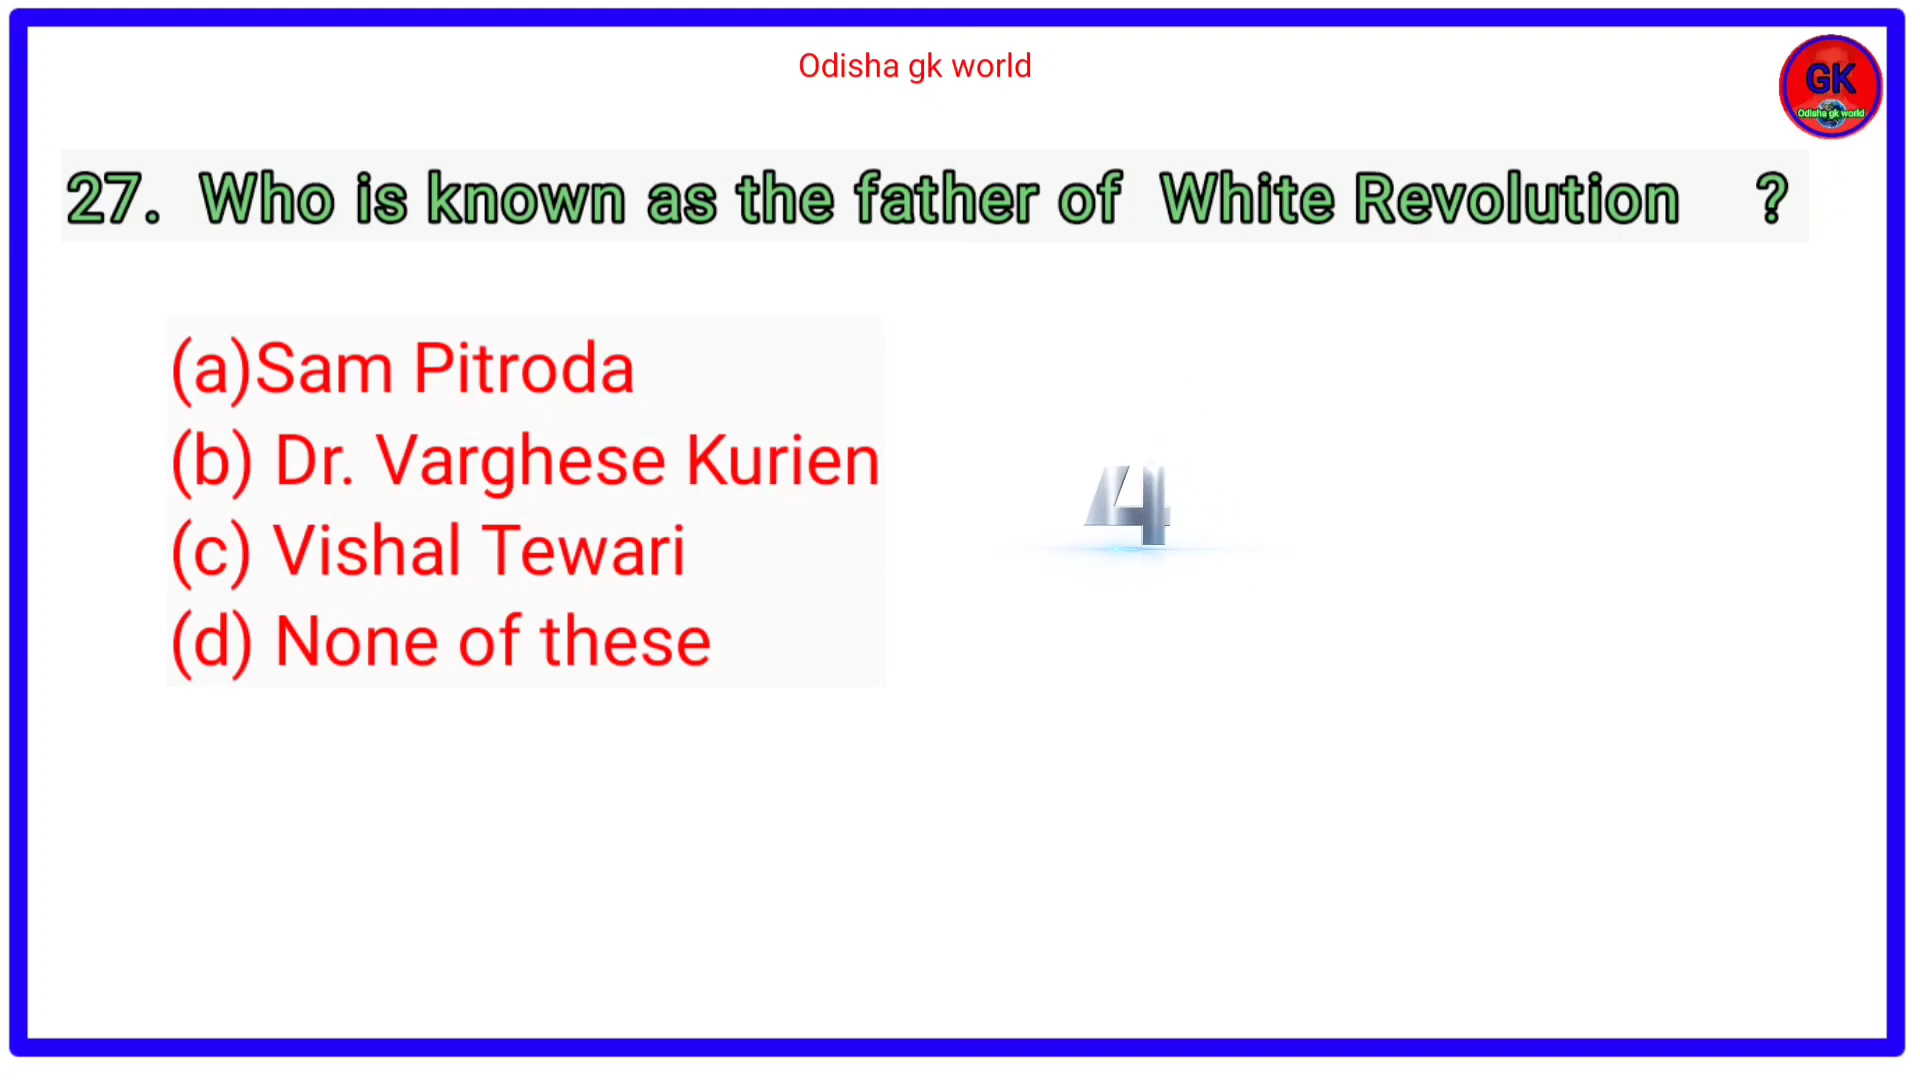 Odisha gk world
GK
Odisha gk world
27. Who is known as the father of White Revolution ?
(a)Sam Pitroda
(b) Dr. Varghese Kurien
4
(c) Vishal Tewari
(d) None of these